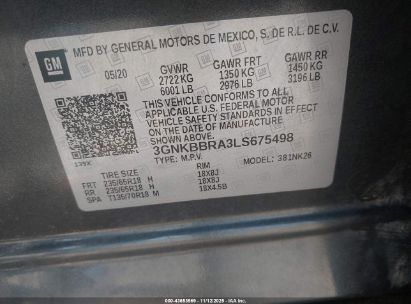 GM
MFD BY GENERAL MOTORS DE MEXICO, S. DE R.L. DE C.V.
05/20 GVWR GAWR FRT GAWR RR
2722 KG 1350 KG 1450 KG
6001 LB 2976 LB 3196 LB
THIS VEHICLE CONFORMS TO ALL
APPLICABLE U.S. FEDERAL MOTOR
VEHICLE SAFETY STANDARDS IN EFFECT
ON THE DATE OF MANUFACTURE SHOWN ABOVE
3GNKBBRA3LS675498
TYPE: M.P.V. MODEL: 381NK26
TIRE SIZE RIM
FRT 235/65R18 H 18X8J
RR 235/65R18 H 18X8J
SPA T135/70R18 M 18X4.5B